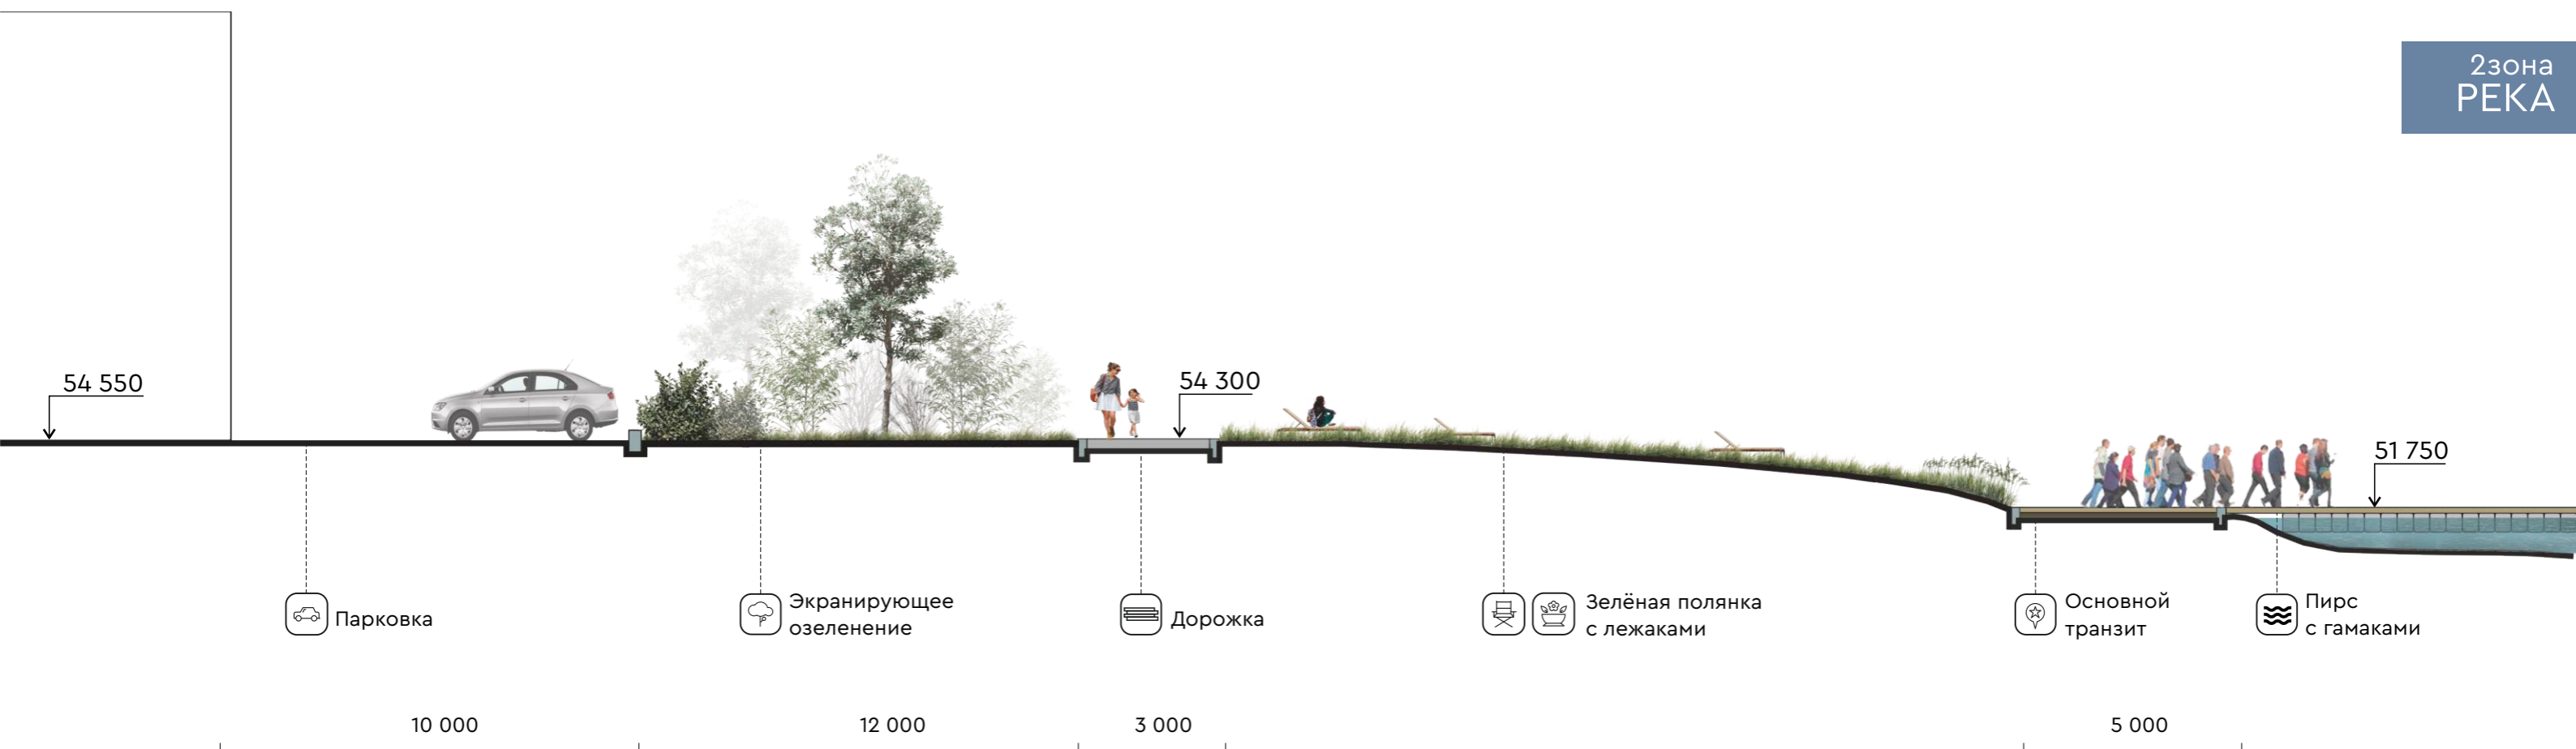 2зона
РЕКА
54 550
54 300
51 750
Парковка
Экранирующее
озеленение
Дорожка
Зелёная полянка
с лежаками
Основной
транзит
Пирс
с гамаками
10 000
12 000
3 000
5 000